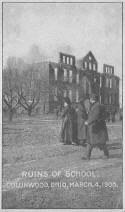 RUINS OF SCHOOL.
COLLINWOOD, OHIO, MARCH. 4, 1908.